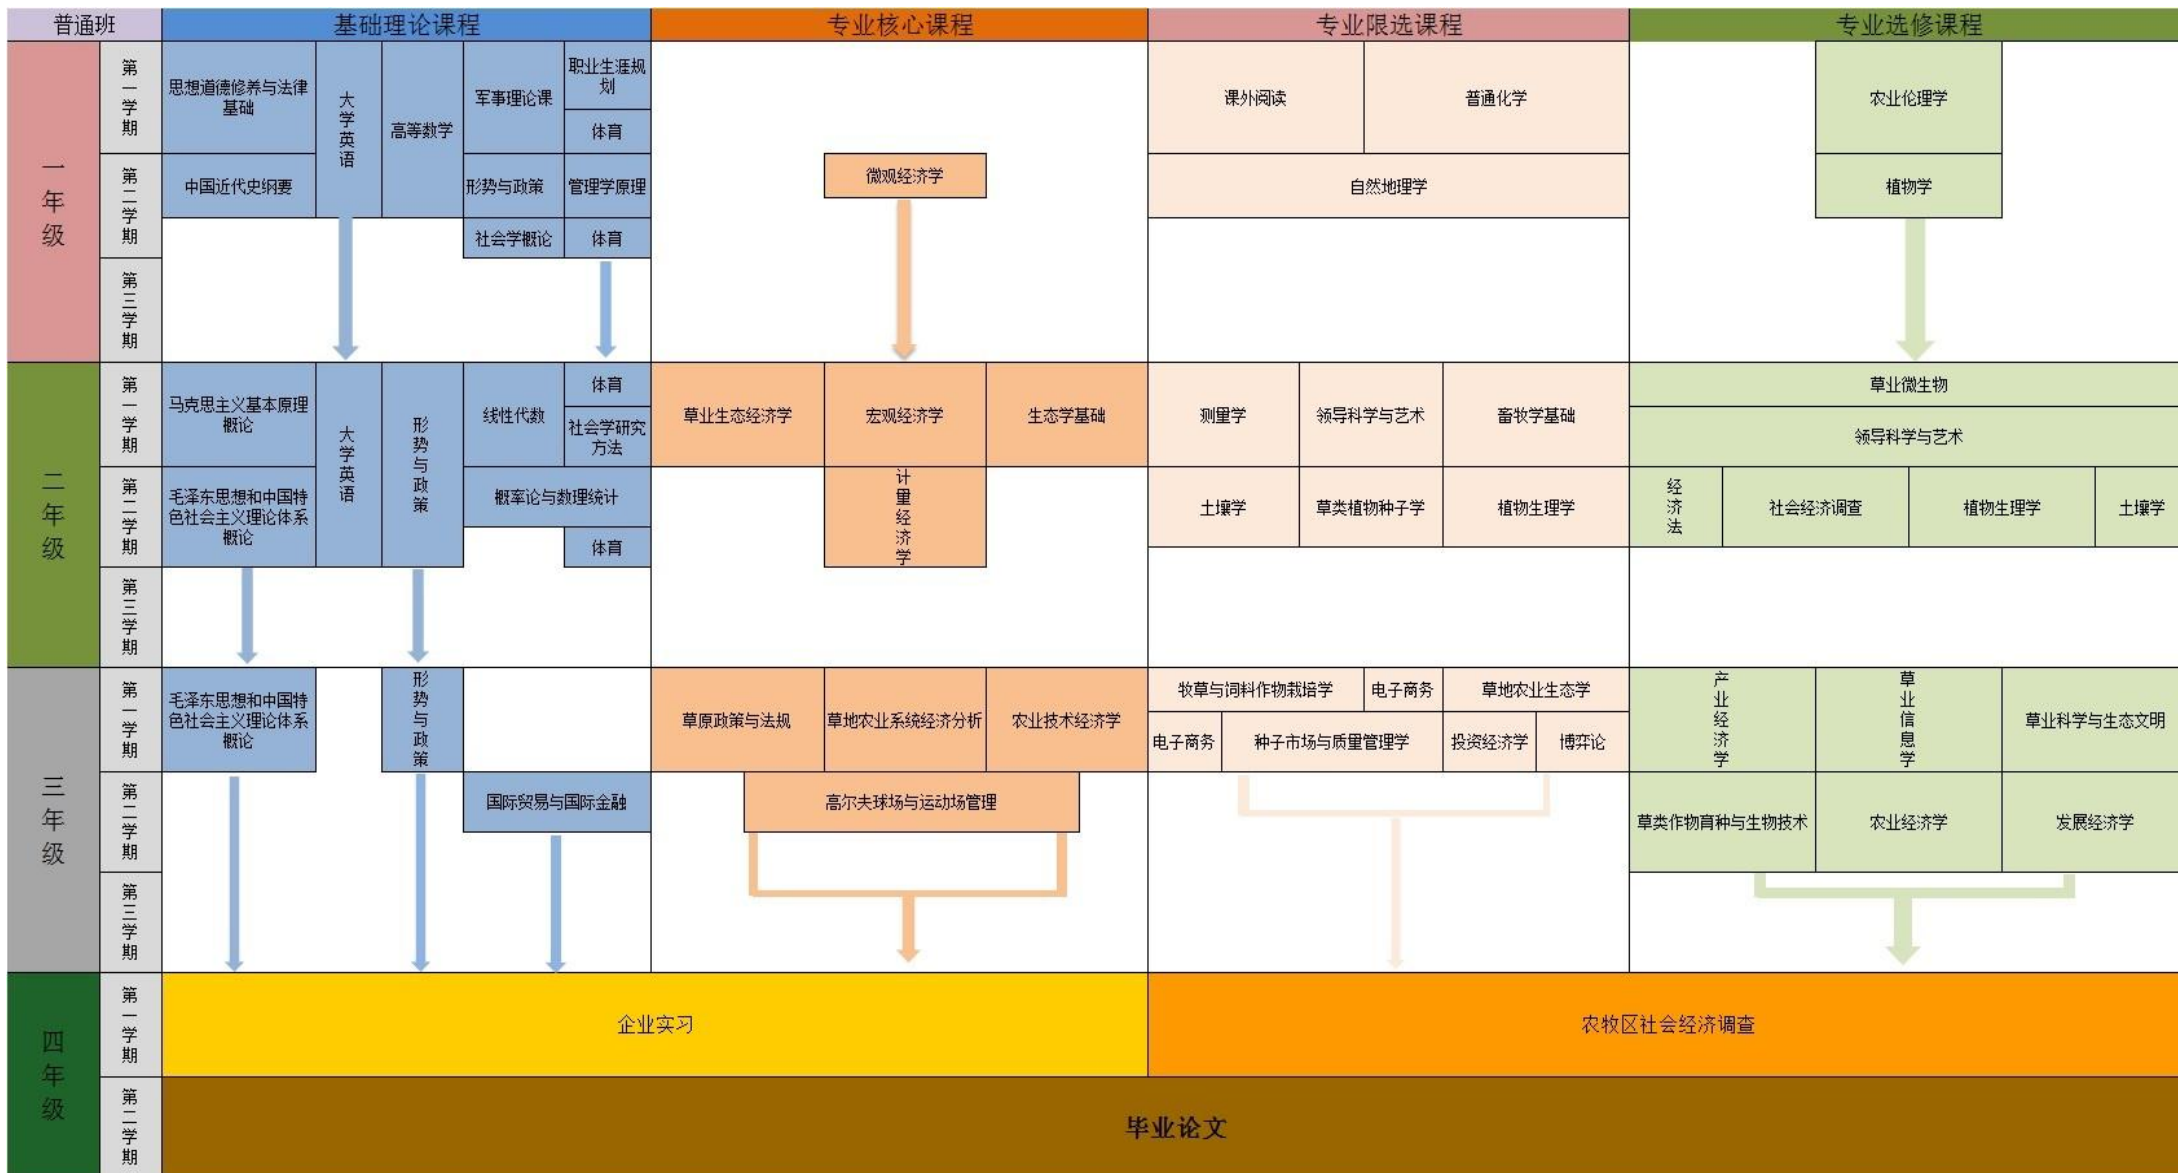 普通班
基础理论课程
专业核心课程
专业限选课程
专业选修课程
一年级
第一学期
思想道德修养与法律
基础
大学英语
高等数学
军事理论课
职业生涯规
划
体育
课外阅读
普通化学
农业伦理学
第二学期
中国近代史纲要
形势与政策
管理学原理
社会学概论
体育
微观经济学
自然地理学
植物学
第三学期
二年级
第一学期
马克思主义基本原理
概论
大学英语
形势与政策
线性代数
体育
社会学研究
方法
草业生态经济学
宏观经济学
生态学基础
测量学
领导科学与艺术
畜牧学基础
草业微生物
领导科学与艺术
第二学期
毛泽东思想和中国特
色社会主义理论体系
概论
概率论与数理统计
体育
计量经济学
土壤学
草类植物种子学
植物生理学
经济法
社会经济调查
植物生理学
土壤学
第三学期
三年级
第一学期
毛泽东思想和中国特
色社会主义理论体系
概论
形势与政策
草原政策与法规
草地农业系统经济分析
农业技术经济学
牧草与饲料作物栽培学
电子商务
草地农业生态学
电子商务
种子市场与质量管理学
投资经济学
博弈论
产业经济学
草业信息学
草业科学与生态文明
第二学期
国际贸易与国际金融
高尔夫球场与运动场管理
草类作物育种与生物技术
农业经济学
发展经济学
第三学期
四年级
第一学期
企业实习
农牧区社会经济调查
第二学期
毕业论文